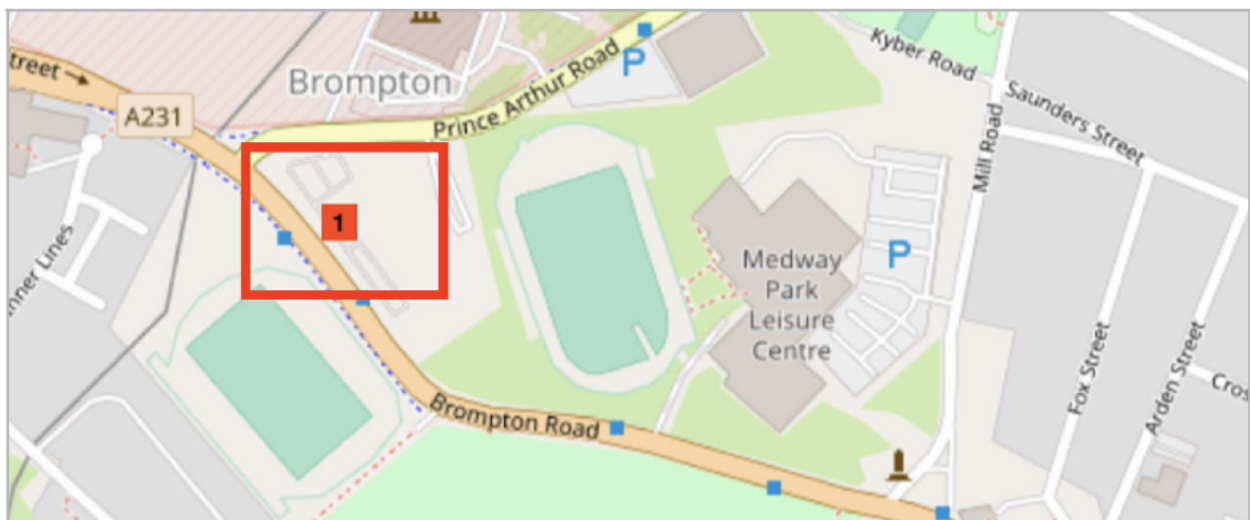 Kyber Road
treet →
Brompton
P
Saunders Street
A231
Prince Arthur Road
Mill Road
1
nner Lines
P
Medway
Park
Leisure
Centre
Fox Street
Arden Street
Cros
Brompton Road